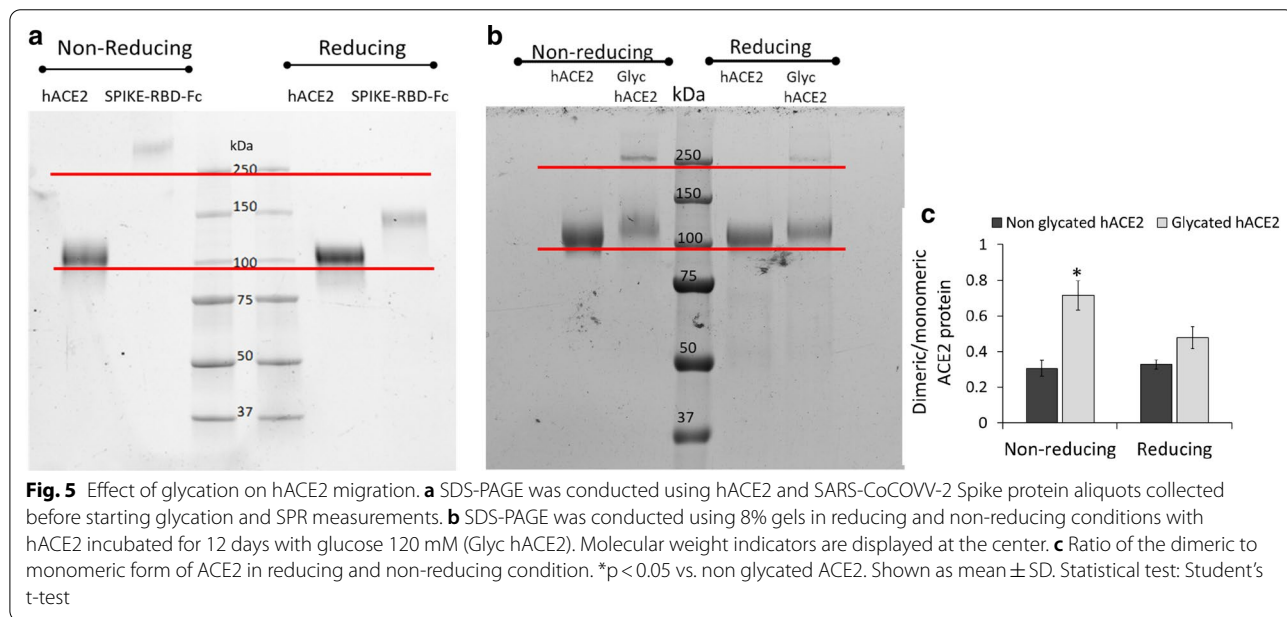 a
Non-Reducing
Reducing
hACE2 SPIKE-RBD-Fc
hACE2 SPIKE-RBD-Fc
kDa
250
150
100
75
50
37
b
Non-reducing
Reducing
hACE2 Glyc hACE2
kDa
hACE2 Glyc hACE2
250
150
100
75
50
37
c
Non glycated hACE2 Glycated hACE2
Dimeric/monomeric
ACE2 protein
1
0.8
0.6
0.4
0.2
0
*
Non-reducing Reducing
Fig. 5 Effect of glycation on hACE2 migration. a SDS-PAGE was conducted using hACE2 and SARS-CoCOVV-2 Spike protein aliquots collected
before starting glycation and SPR measurements. b SDS-PAGE was conducted using 8% gels in reducing and non-reducing conditions with
hACE2 incubated for 12 days with glucose 120 mM (Glyc hACE2). Molecular weight indicators are displayed at the center. c Ratio of the dimeric to
monomeric form of ACE2 in reducing and non-reducing condition. *p < 0.05 vs. non glycated ACE2. Shown as mean ± SD. Statistical test: Student's
t-test